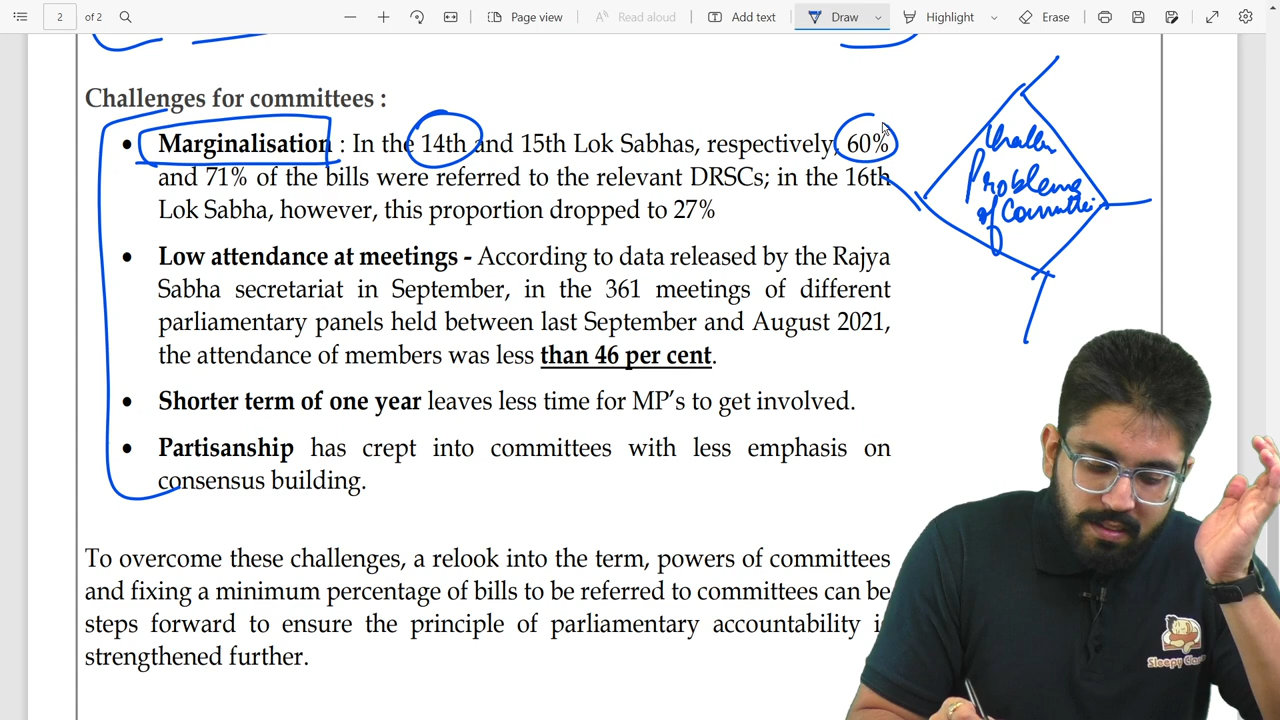 2 of 2 Page view Read aloud Add text Draw Highlight Erase
Challenges for committees :
• Marginalisation : In the 14th and 15th Lok Sabhas, respectively, 60%
and 71% of the bills were referred to the relevant DRSCs; in the 16th
Lok Sabha, however, this proportion dropped to 27%
• Low attendance at meetings - According to data released by the Rajya
Sabha secretariat in September, in the 361 meetings of different
parliamentary panels held between last September and August 2021,
the attendance of members was less than 46 per cent.
• Shorter term of one year leaves less time for MP’s to get involved.
• Partisanship has crept into committees with less emphasis on
consensus building.
To overcome these challenges, a relook into the term, powers of committees
and fixing a minimum percentage of bills to be referred to committees can be
steps forward to ensure the principle of parliamentary accountability i
strengthened further.
Problems
of
Sleepy Clas